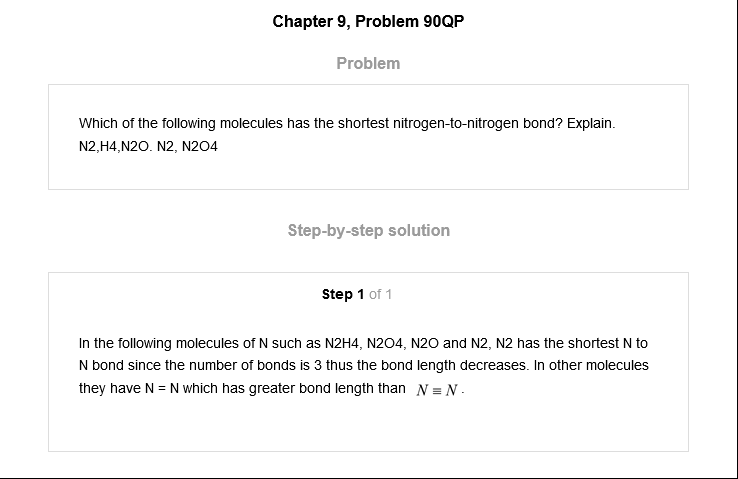 Chapter 9, Problem 90QP
Problem
Which of the following molecules has the shortest nitrogen-to-nitrogen bond? Explain.
N2,H4,N2O. N2, N2O4
Step-by-step solution
Step 1 of 1
In the following molecules of N such as N2H4, N2O4, N2O and N2, N2 has the shortest N to
N bond since the number of bonds is 3 thus the bond length decreases. In other molecules
they have N = N which has greater bond length than N ≡ N .